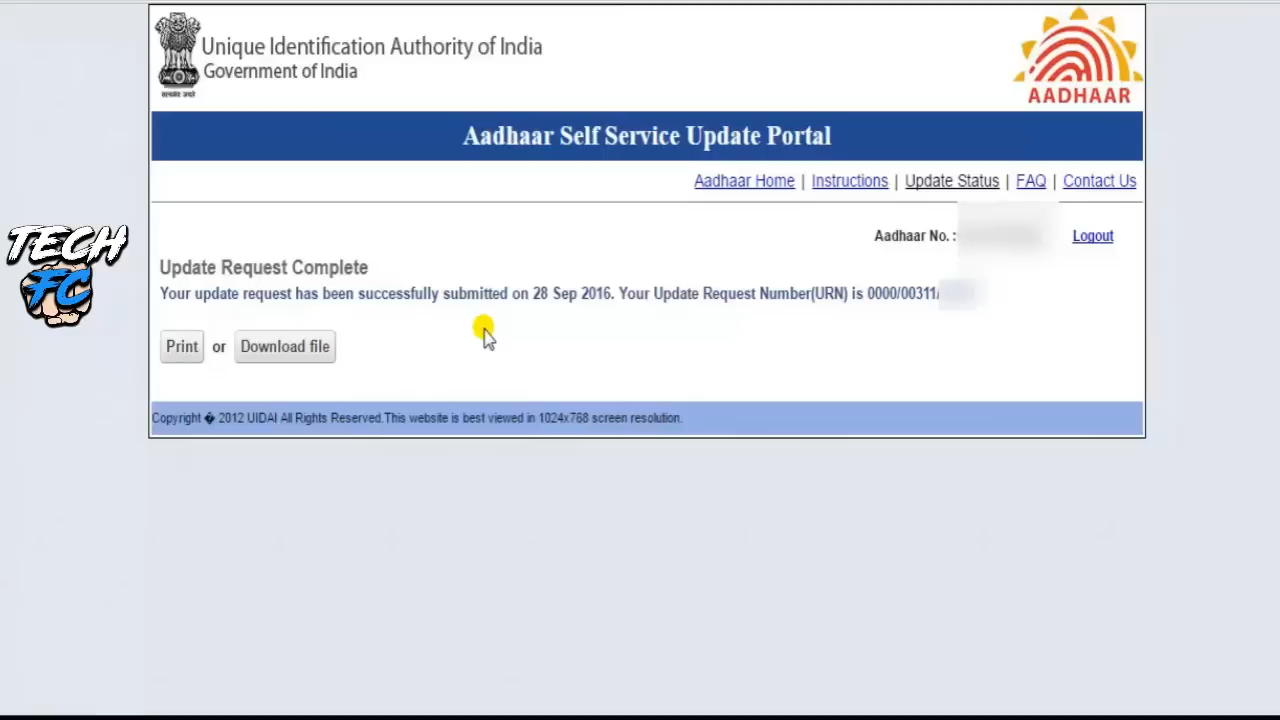 Unique Identification Authority of India
Government of India
सत्यमेव जयते
AADHAAR
Aadhaar Self Service Update Portal
Aadhaar Home | Instructions | Update Status | FAQ | Contact Us
TECH
FC
Aadhaar No. : Logout
Update Request Complete
Your update request has been successfully submitted on 28 Sep 2016. Your Update Request Number(URN) is 0000/00311/
Print or Download file
Copyright � 2012 UIDAI All Rights Reserved.This website is best viewed in 1024x768 screen resolution.